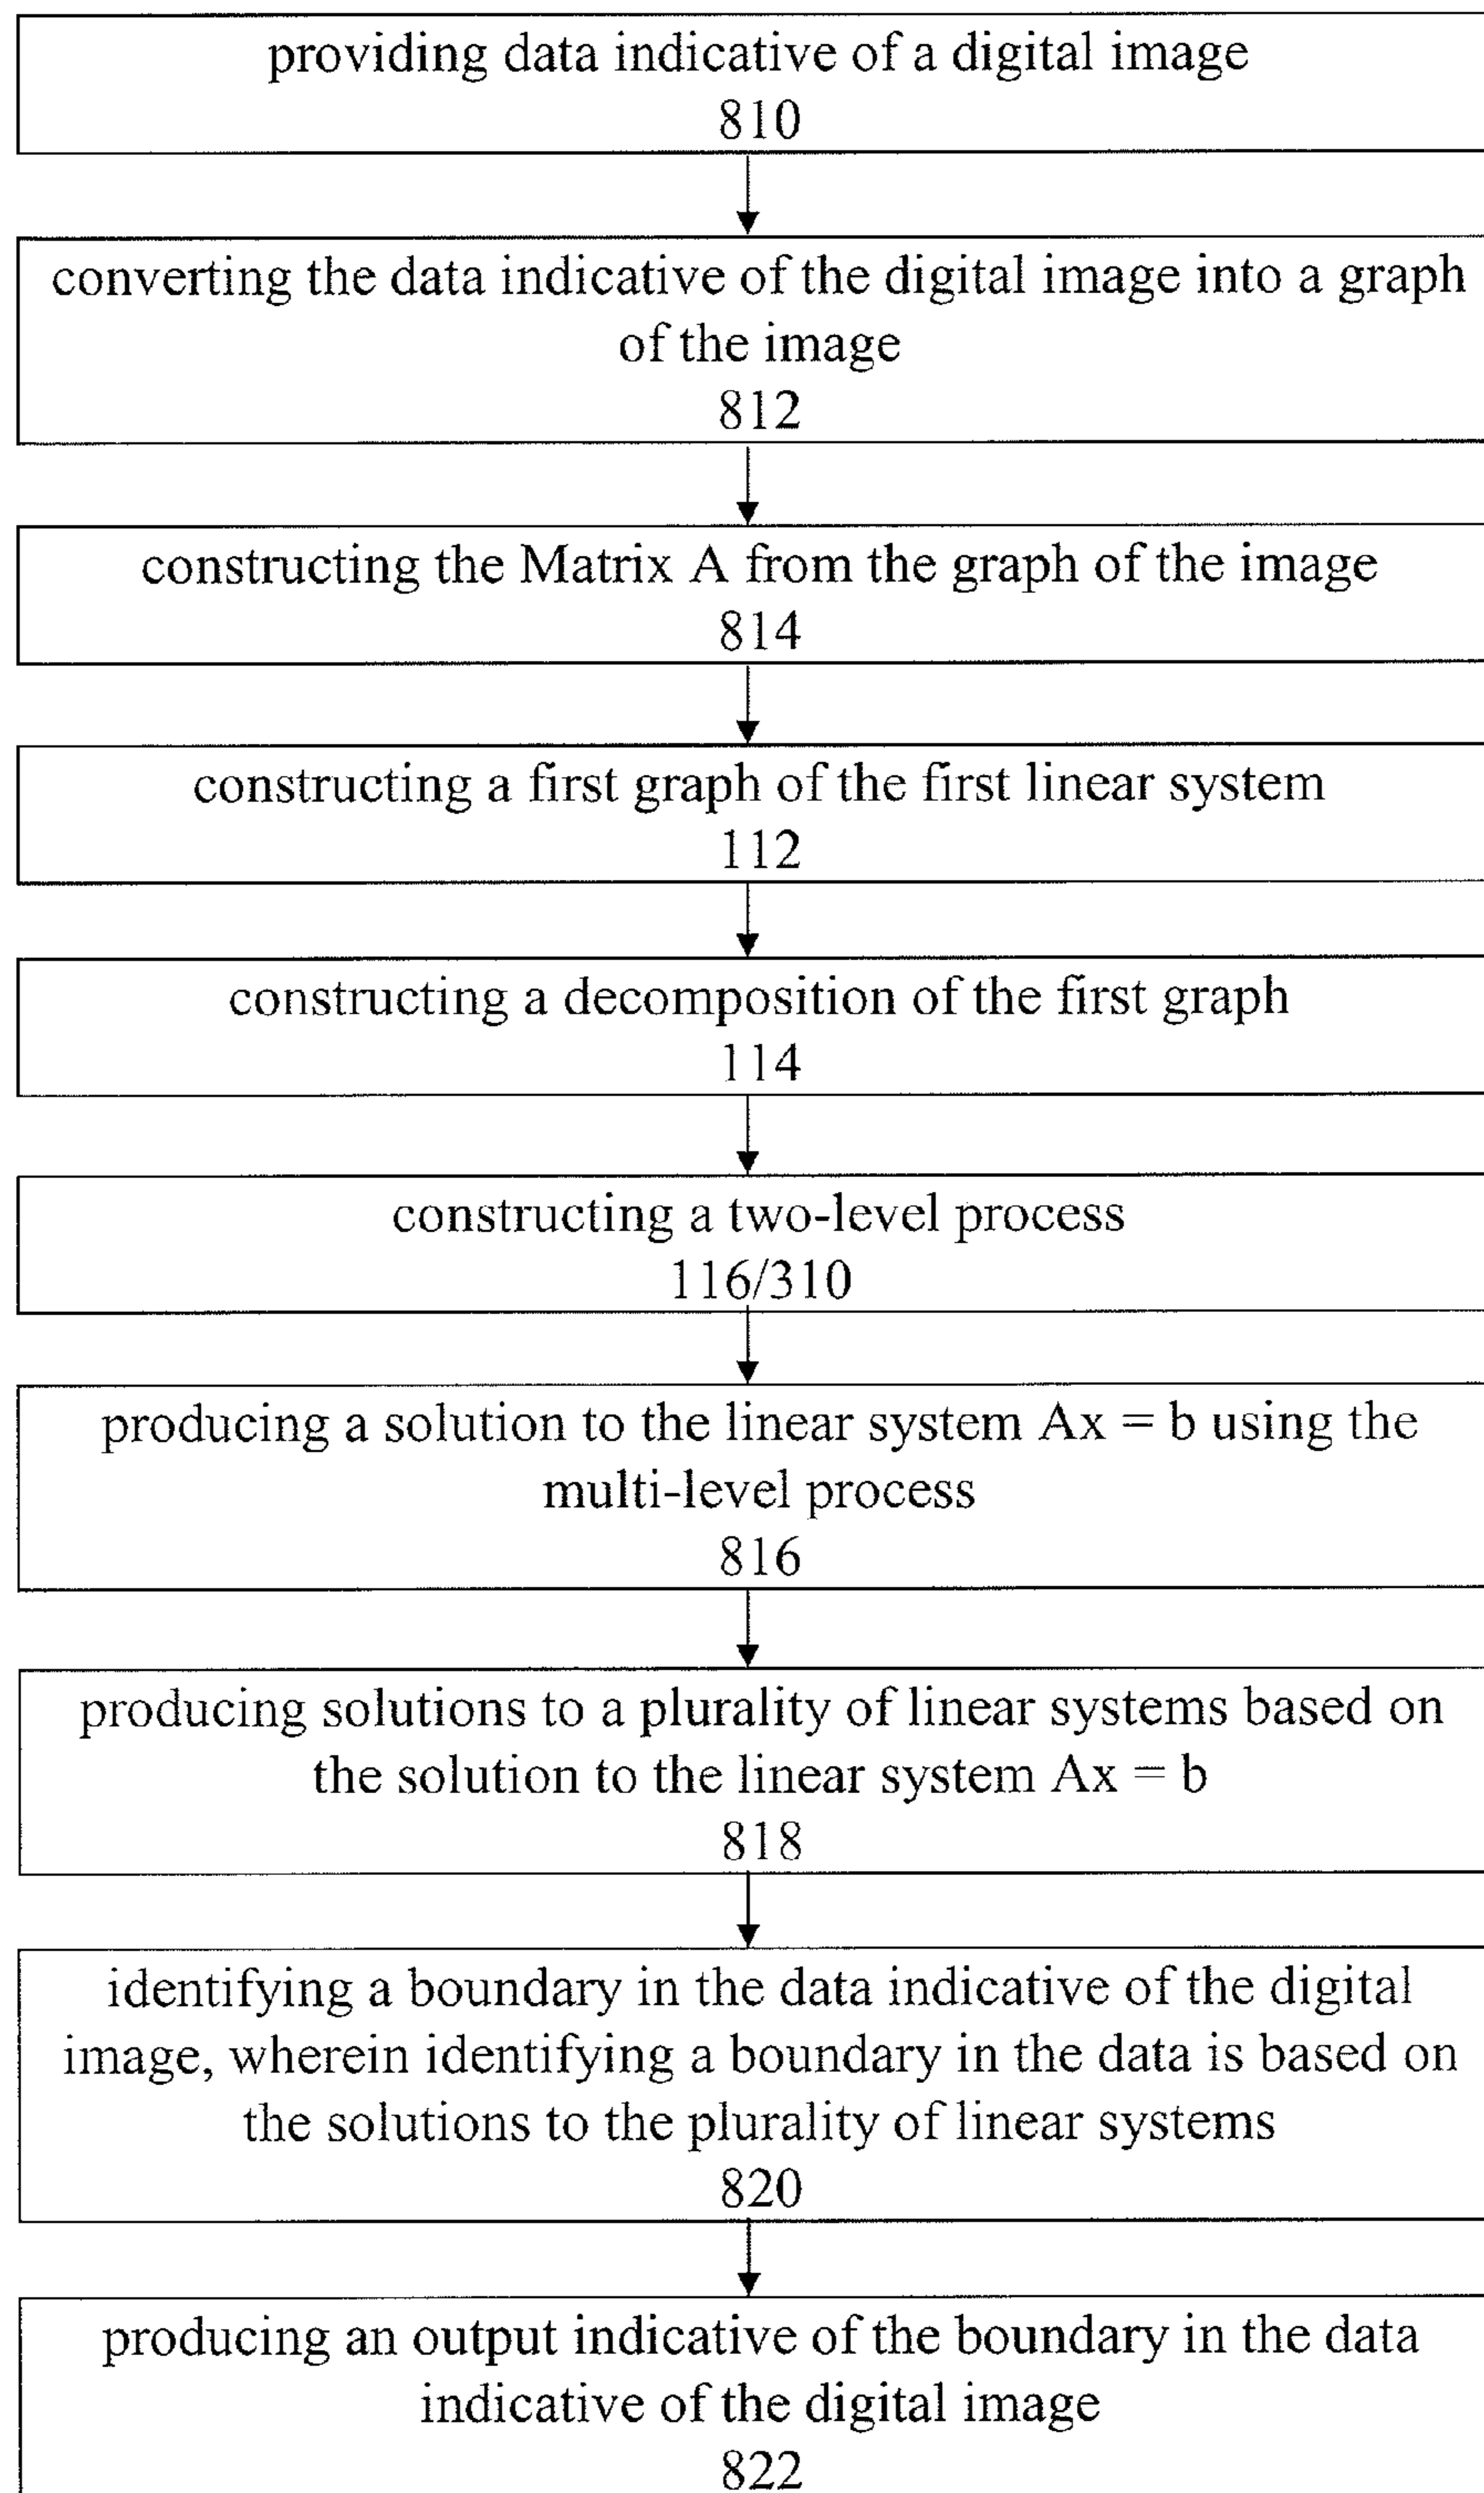 providing data indicative of a digital image
810
converting the data indicative of the digital image into a graph
of the image
812
constructing the Matrix A from the graph of the image
814
constructing a first graph of the first linear system
112
constructing a decomposition of the first graph
114
constructing a two-level process
116/310
producing a solution to the linear system Ax = b using the
multi-level process
816
producing solutions to a plurality of linear systems based on
the solution to the linear system Ax = b
818
identifying a boundary in the data indicative of the digital
image, wherein identifying a boundary in the data is based on
the solutions to the plurality of linear systems
820
producing an output indicative of the boundary in the data
indicative of the digital image
822